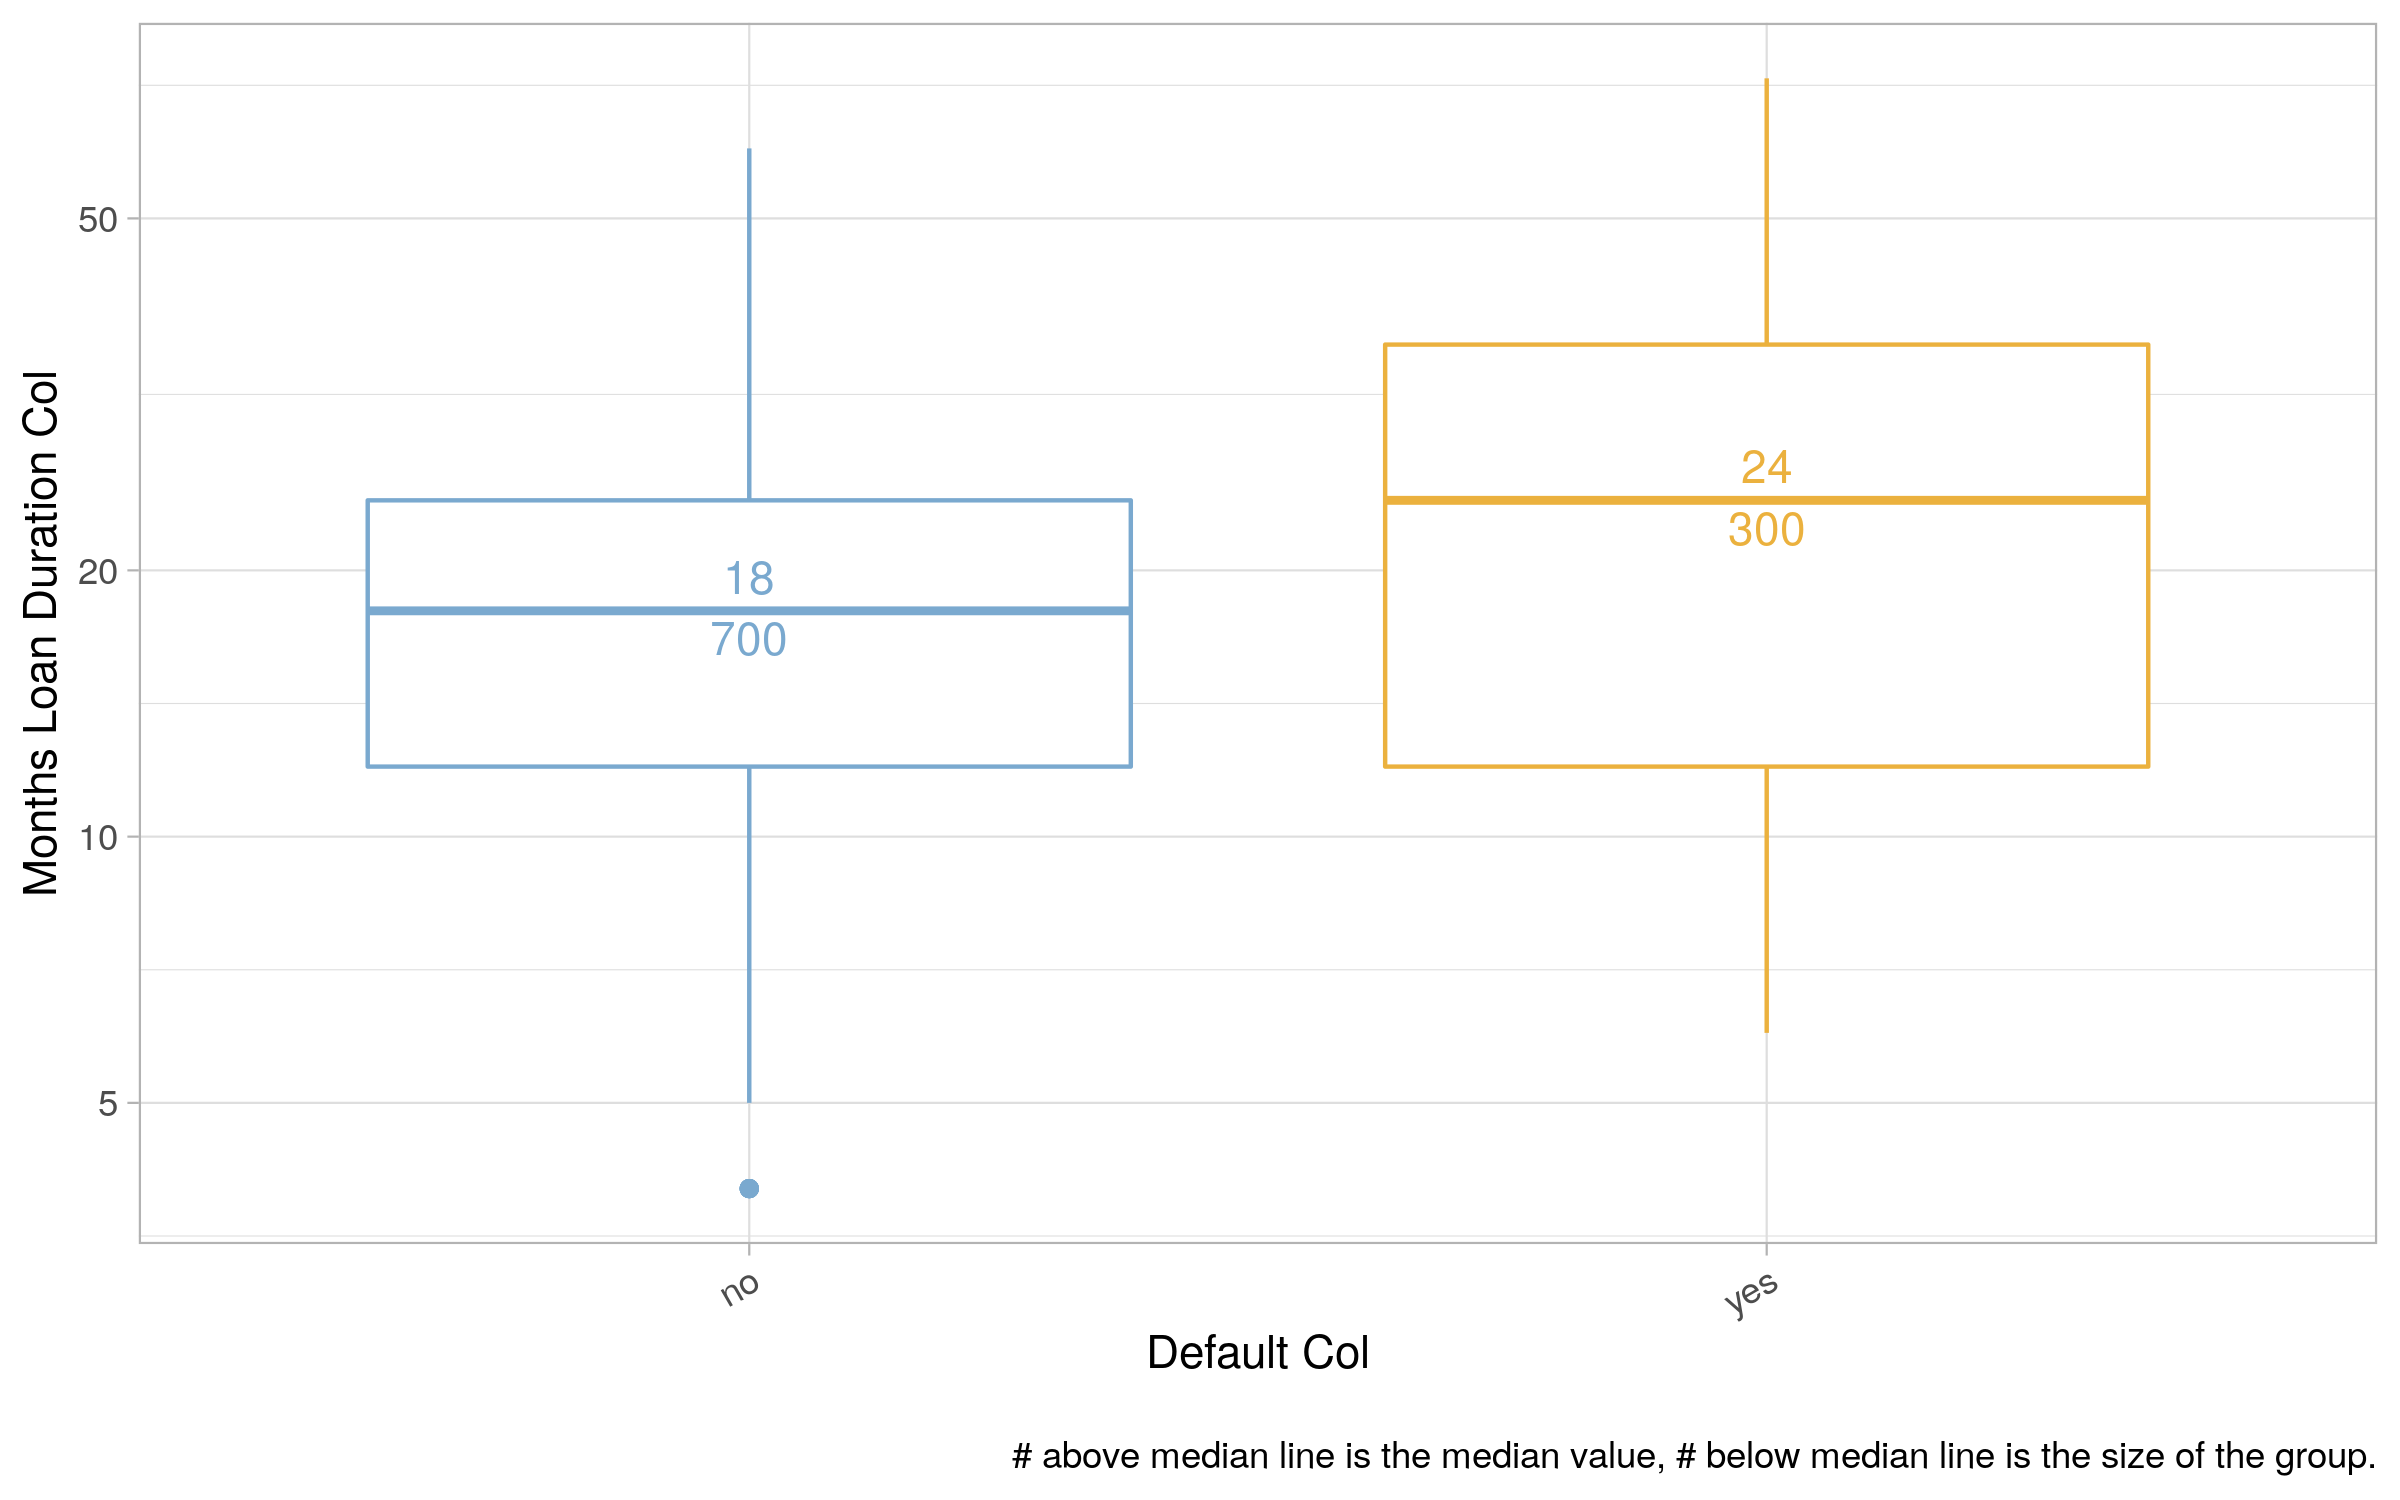 Months Loan Duration Col
50
20
10
5
18
700
24
300
no
yes
Default Col
# above median line is the median value, # below median line is the size of the group.